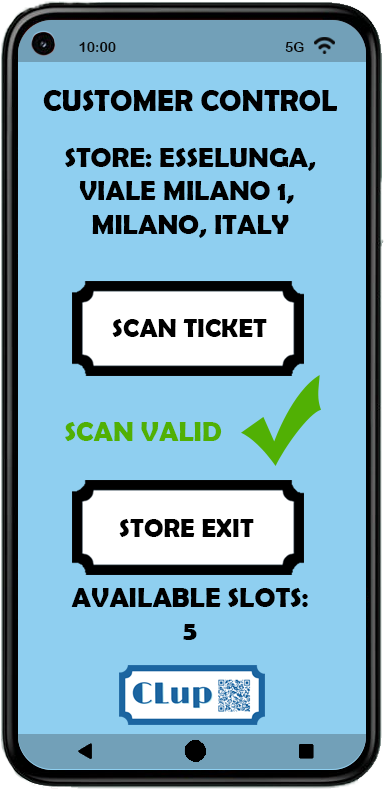 10:00
5G
CUSTOMER CONTROL
STORE: ESSELUNGA,
VIALE MILANO 1,
MILANO, ITALY
SCAN TICKET
SCAN VALID
STORE EXIT
AVAILABLE SLOTS:
5
CLup